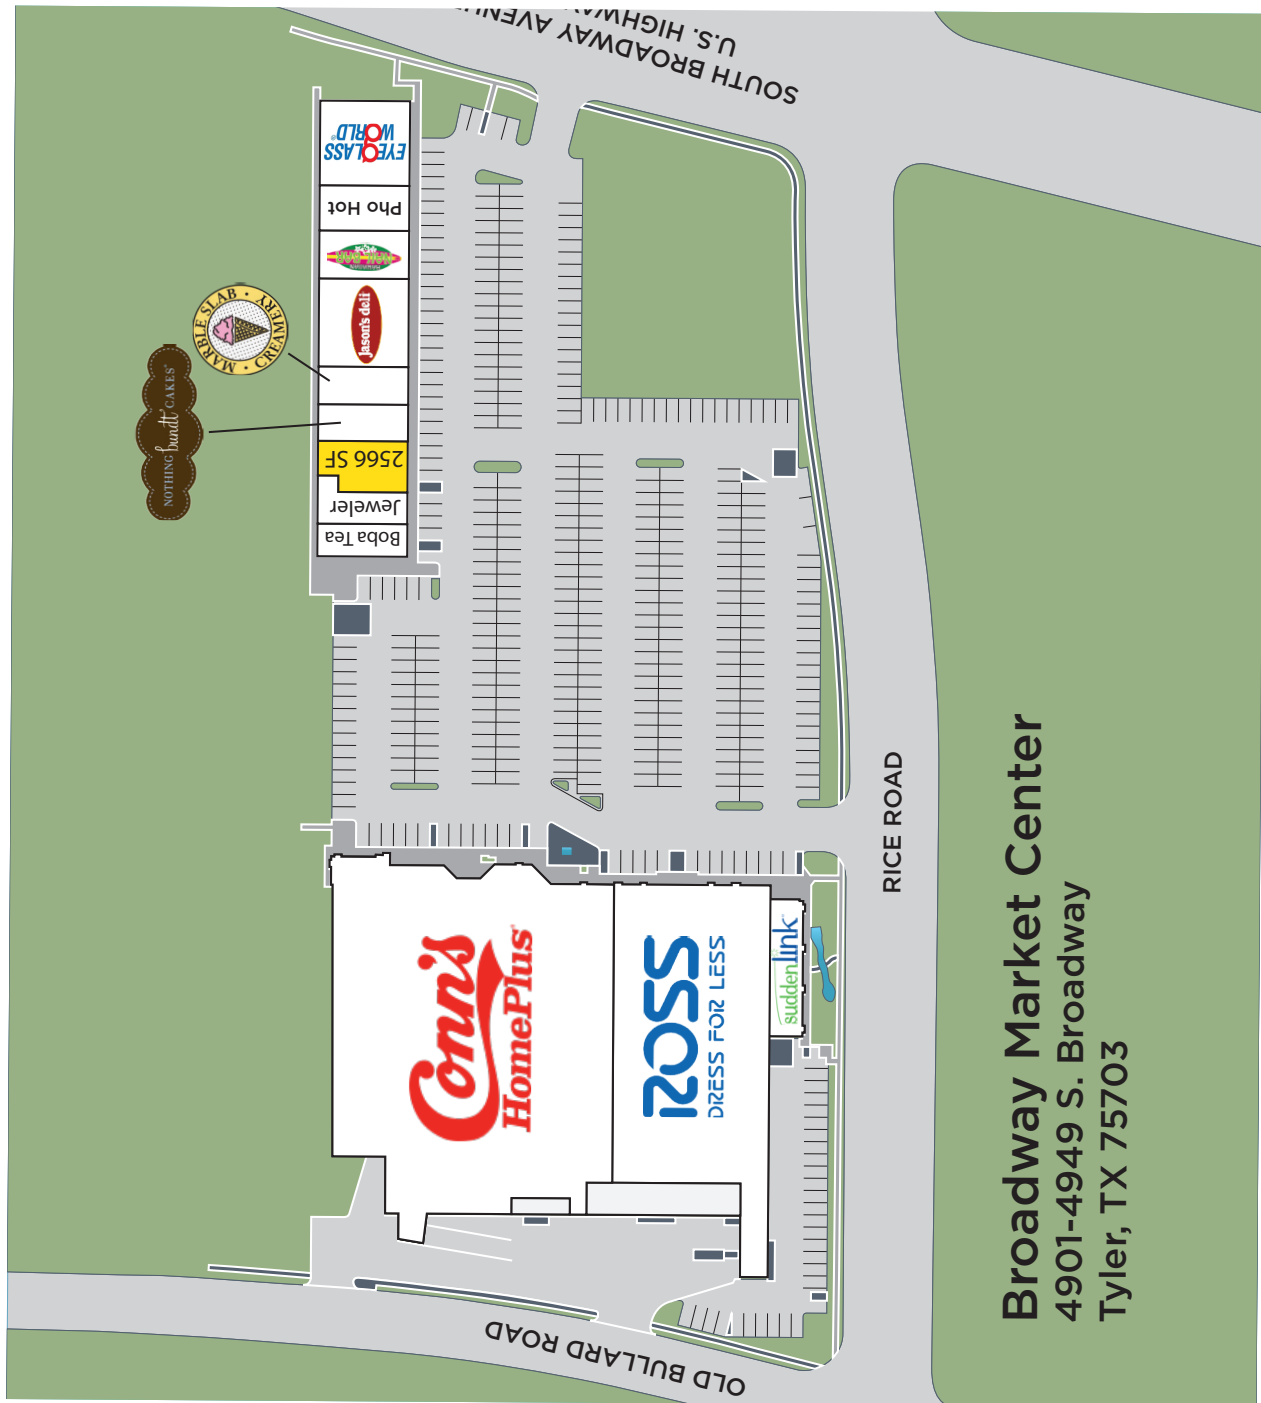 SOUTH BROADWAY AVENU
U.S. HIGHWAY
EYEGLASS
WORLD®
Pho Hot
Jason's deli
MARBLE SLAB • CREAMERY •
NOTHING bundt CAKES®
2566 SF
Jeweler
Boba Tea
Conn's
HomePlus®
ROSS
DRESS FOR LESS
suddenlink
RICE ROAD
OLD BULLARD ROAD
Broadway Market Center
4901-4949 S. Broadway
Tyler, TX 75703